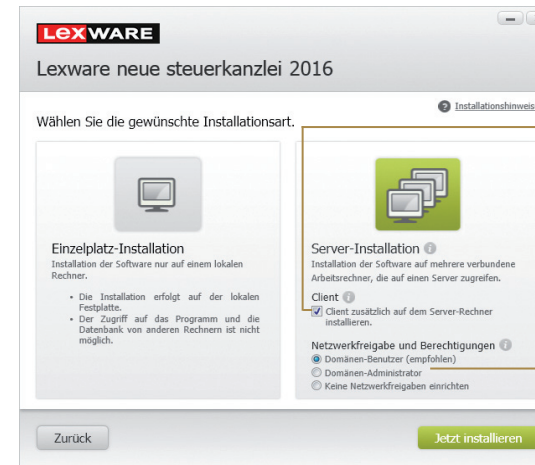 LEXWARE
Lexware neue steuerkanzlei 2016
Installationshinweis
Wählen Sie die gewünschte Installationsart.
Einzelplatz-Installation
Installation der Software nur auf einem lokalen
Rechner.
• Die Installation erfolgt auf der lokalen
Festplatte.
• Der Zugriff auf das Programm und die
Datenbank von anderen Rechnern ist nicht
möglich.
Server-Installation
Installation der Software auf mehrere verbundene
Arbeitsrechner, die auf einen Server zugreifen.
Client
Client zusätzlich auf dem Server-Rechner
installieren.
Netzwerkfreigabe und Berechtigungen
Domänen-Benutzer (empfohlen)
Domänen-Administrator
Keine Netzwerkfreigaben einrichten
Zurück
Jetzt installieren